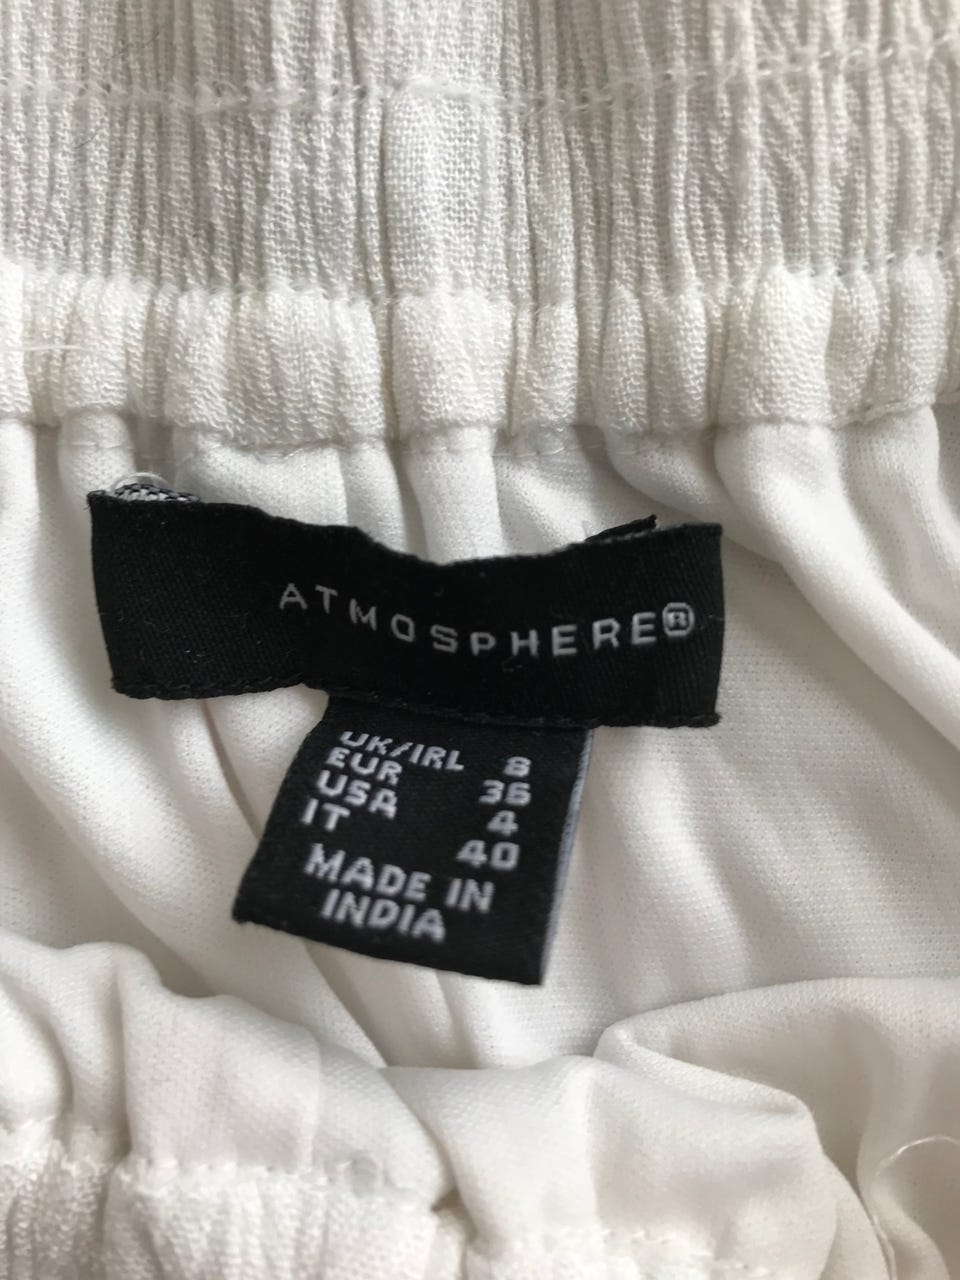 ATMOSPHERE®
UK/IRL 8
EUR 36
USA 4
IT 40
MADE IN
INDIA